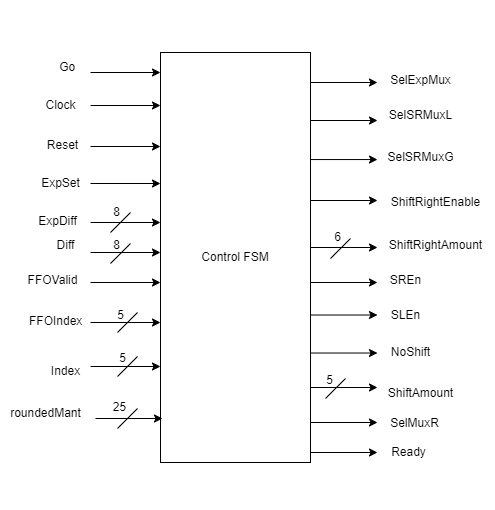 Go
Clock
Reset
ExpSet
ExpDiff
8
Diff
8
FFOValid
FFOIndex
5
Index
5
roundedMant
25
Control FSM
SelExpMux
SelSRMuxL
SelSRMuxG
ShiftRightEnable
6
ShiftRightAmount
SREn
SLEn
NoShift
5
ShiftAmount
SelMuxR
Ready